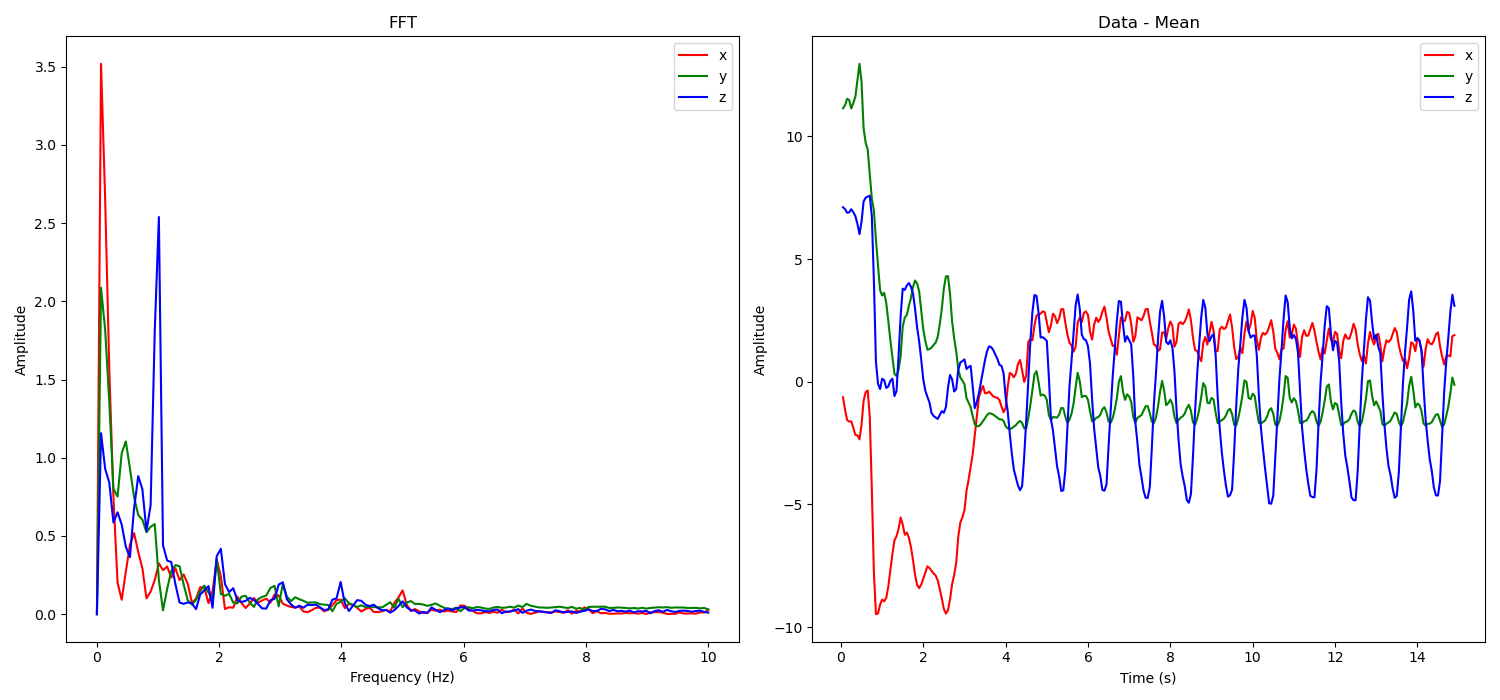 FFT
Amplitude
3.5
3.0
2.5
2.0
1.5
1.0
0.5
0.0
0 2 4 6 8 10
Frequency (Hz)
x
y
z
Data - Mean
Amplitude
10
5
0
−5
−10
0 2 4 6 8 10 12 14
Time (s)
x
y
z